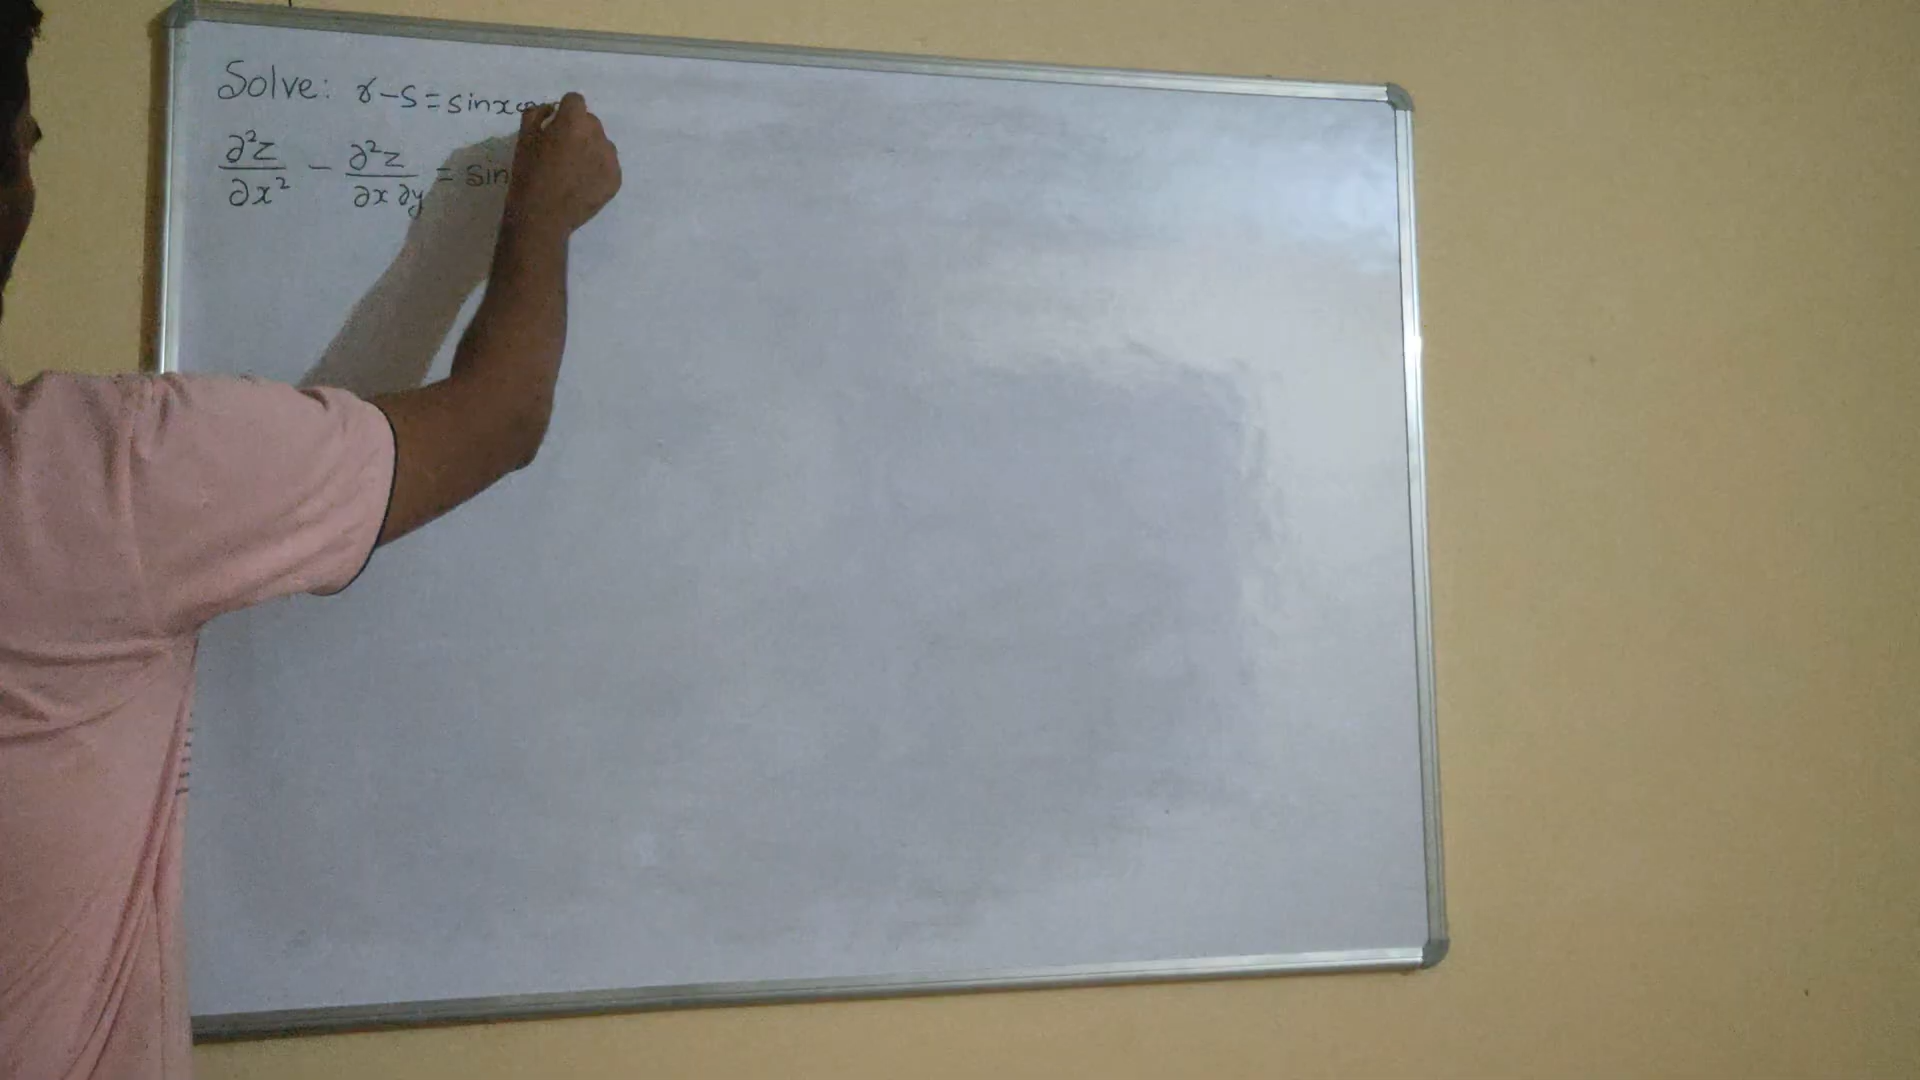 Solve: r-s = sinx
∂²z/∂x² - ∂²z/∂x∂y = sin